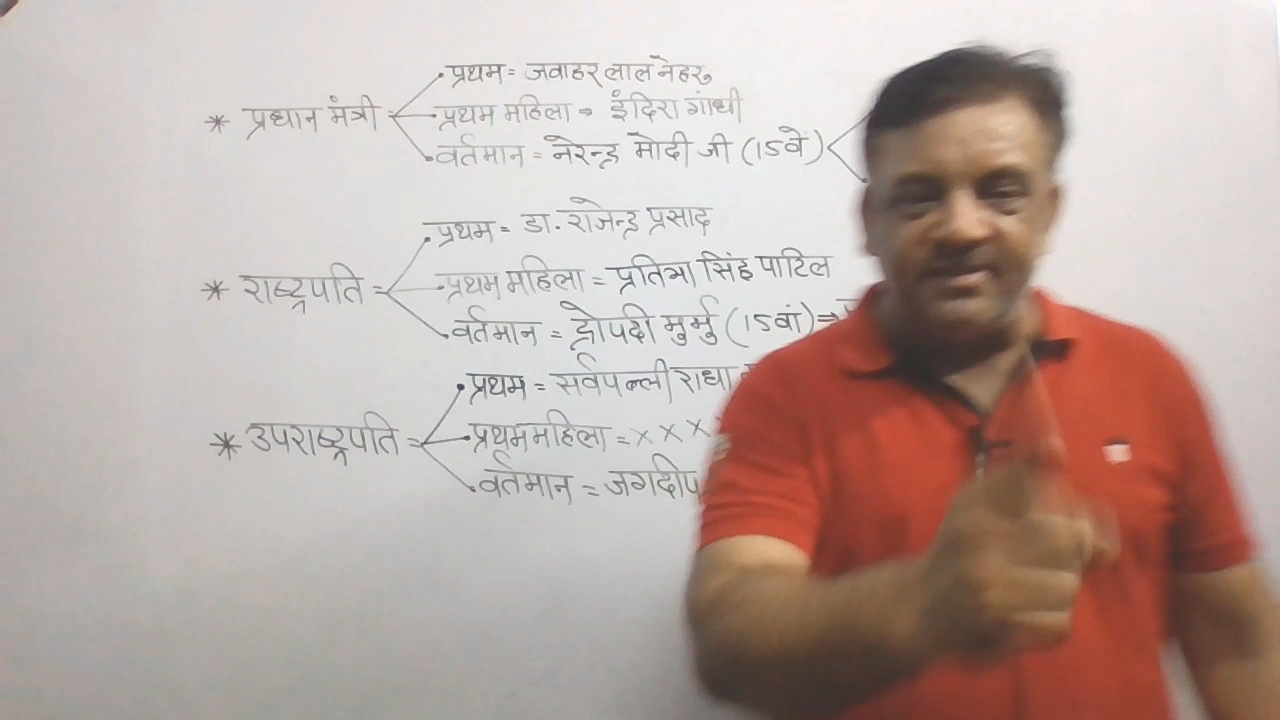 प्रथम = जवाहर लाल नेहरु
* प्रधान मंत्री = प्रथम महिला → इंदिरा गांधी
वर्तमान = नरेन्द्र मोदी जी (15वें)
प्रथम = डा. राजेन्द्र प्रसाद
* राष्ट्रपति = प्रथम महिला = प्रतिभा सिंह पाटिल
वर्तमान = द्रोपदी मुर्मु (15वां) ⇒
प्रथम = सर्वपल्ली राधा
* उपराष्ट्रपति = प्रथम महिला = x x x
वर्तमान = जगदीप